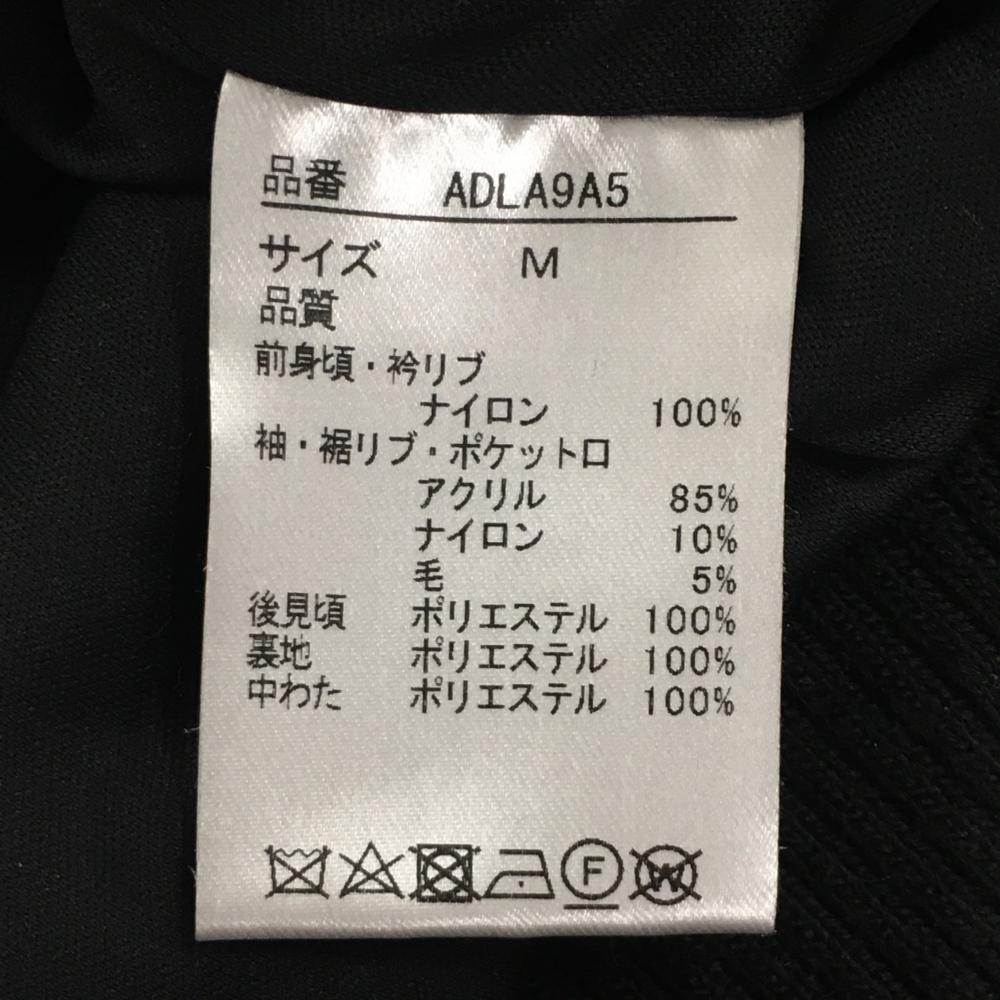 品番 ADLA9A5
サイズ M
品質
前身頃・衿リブ
ナイロン 100%
袖・裾リブ・ポケット口
アクリル 85%
ナイロン 10%
毛 5%
後見頃 ポリエステル 100%
裏地 ポリエステル 100%
中わた ポリエステル 100%
F W